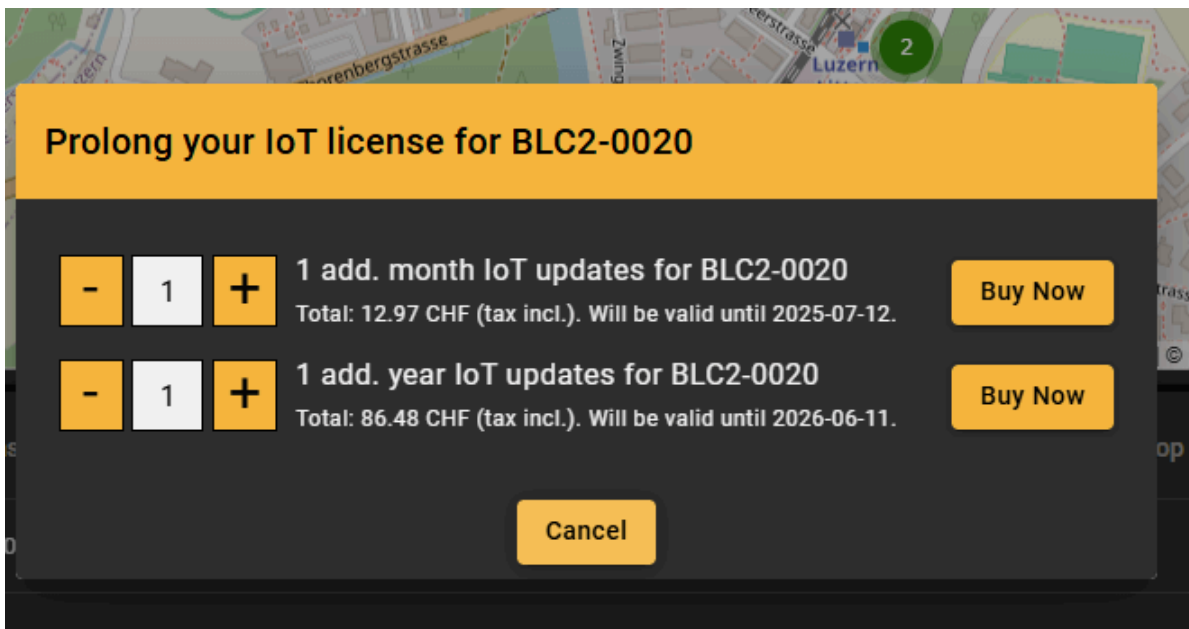 Thorenbergstrasse
Zwing
Luzern
2
Prolong your IoT license for BLC2-0020
-
1
+
1 add. month IoT updates for BLC2-0020
Total: 12.97 CHF (tax incl.). Will be valid until 2025-07-12.
Buy Now
-
1
+
1 add. year IoT updates for BLC2-0020
Total: 86.48 CHF (tax incl.). Will be valid until 2026-06-11.
Buy Now
©
op
Cancel